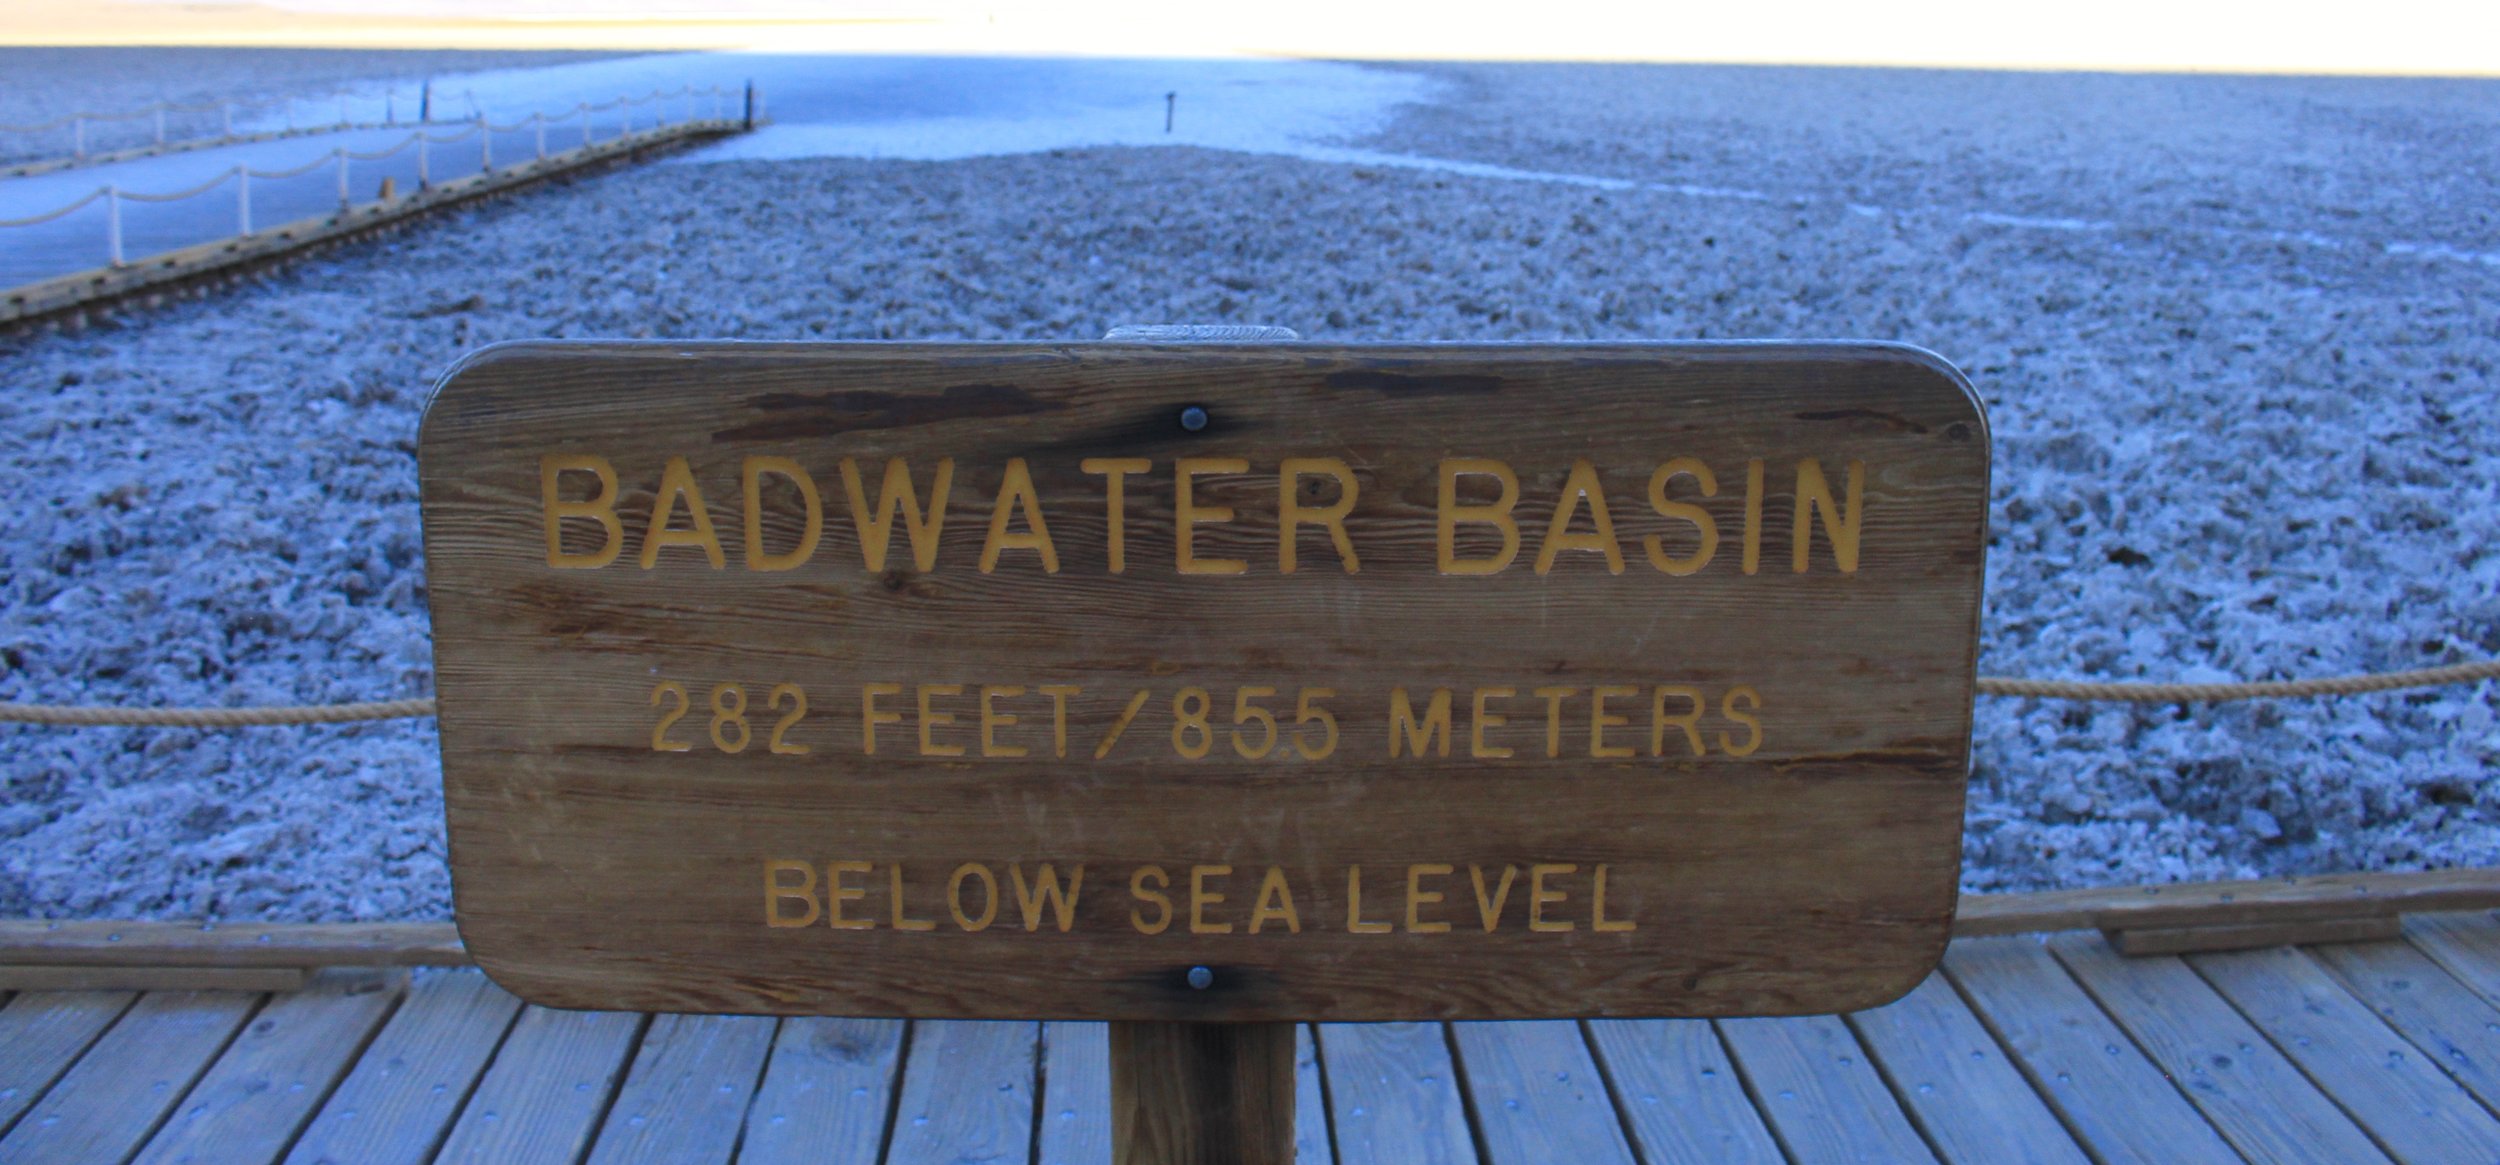 BADWATER BASIN
282 FEET/855 METERS
BELOW SEA LEVEL